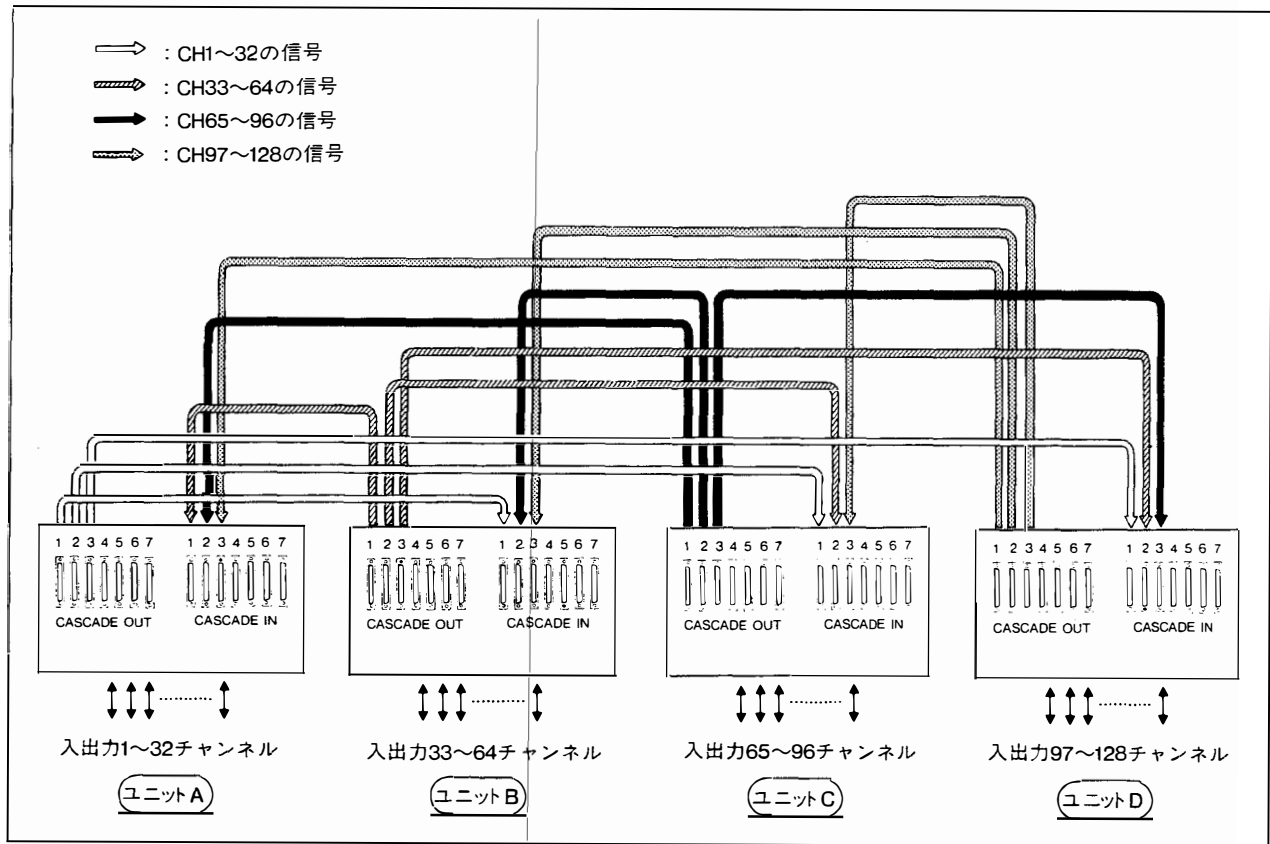 : CH1～32の信号
: CH33～64の信号
: CH65～96の信号
: CH97～128の信号
1 2 3 4 5 6 7 1 2 3 4 5 6 7
CASCADE OUT CASCADE IN
入出力1～32チャンネル
ユニットA
1 2 3 4 5 6 7 1 2 3 4 5 6 7
CASCADE OUT CASCADE IN
入出力33～64チャンネル
ユニットB
1 2 3 4 5 6 7 1 2 3 4 5 6 7
CASCADE OUT CASCADE IN
入出力65～96チャンネル
ユニットC
1 2 3 4 5 6 7 1 2 3 4 5 6 7
CASCADE OUT CASCADE IN
入出力97～128チャンネル
ユニットD